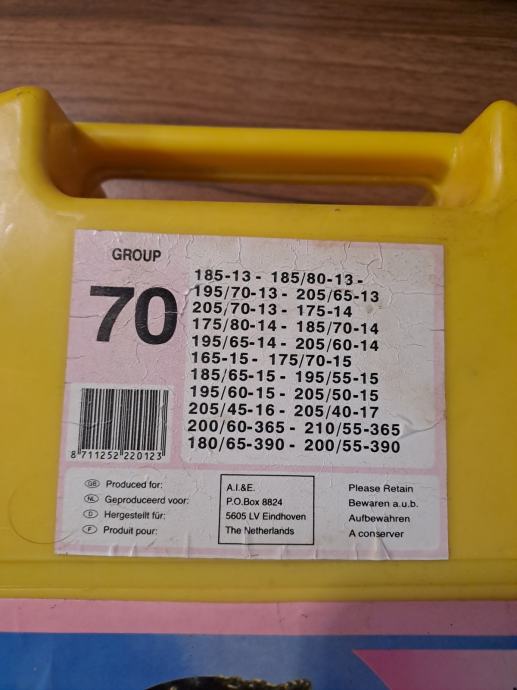 GROUP
70
185-13 - 185/80-13 -
195/70-13 - 205/65-13
205/70-13 - 175-14
175/80-14 - 185/70-14
195/65-14 - 205/60-14
165-15 - 175/70-15
185/65-15 - 195/55-15
195/60-15 - 205/50-15
205/45-16 - 205/40-17
200/60-365 - 210/55-365
180/65-390 - 200/55-390
8 711252 220123
GB Produced for:
NL Geproduceerd voor:
D Hergestellt für:
F Produit pour:
A.I.&E.
P.O.Box 8824
5605 LV Eindhoven
The Netherlands
Please Retain
Bewaren a.u.b.
Aufbewahren
A conserver